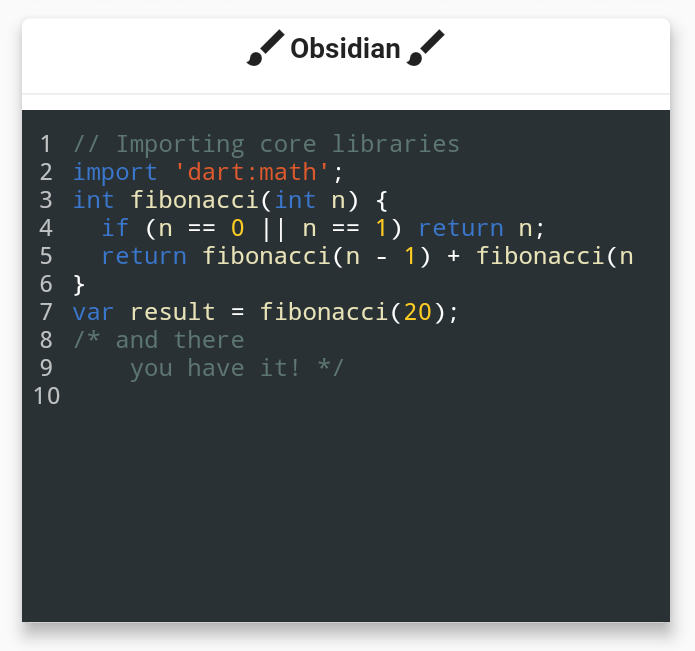 Obsidian
1 // Importing core libraries
2 import 'dart:math';
3 int fibonacci(int n) {
4   if (n == 0 || n == 1) return n;
5   return fibonacci(n - 1) + fibonacci(n
6 }
7 var result = fibonacci(20);
8 /* and there
9     you have it! */
10